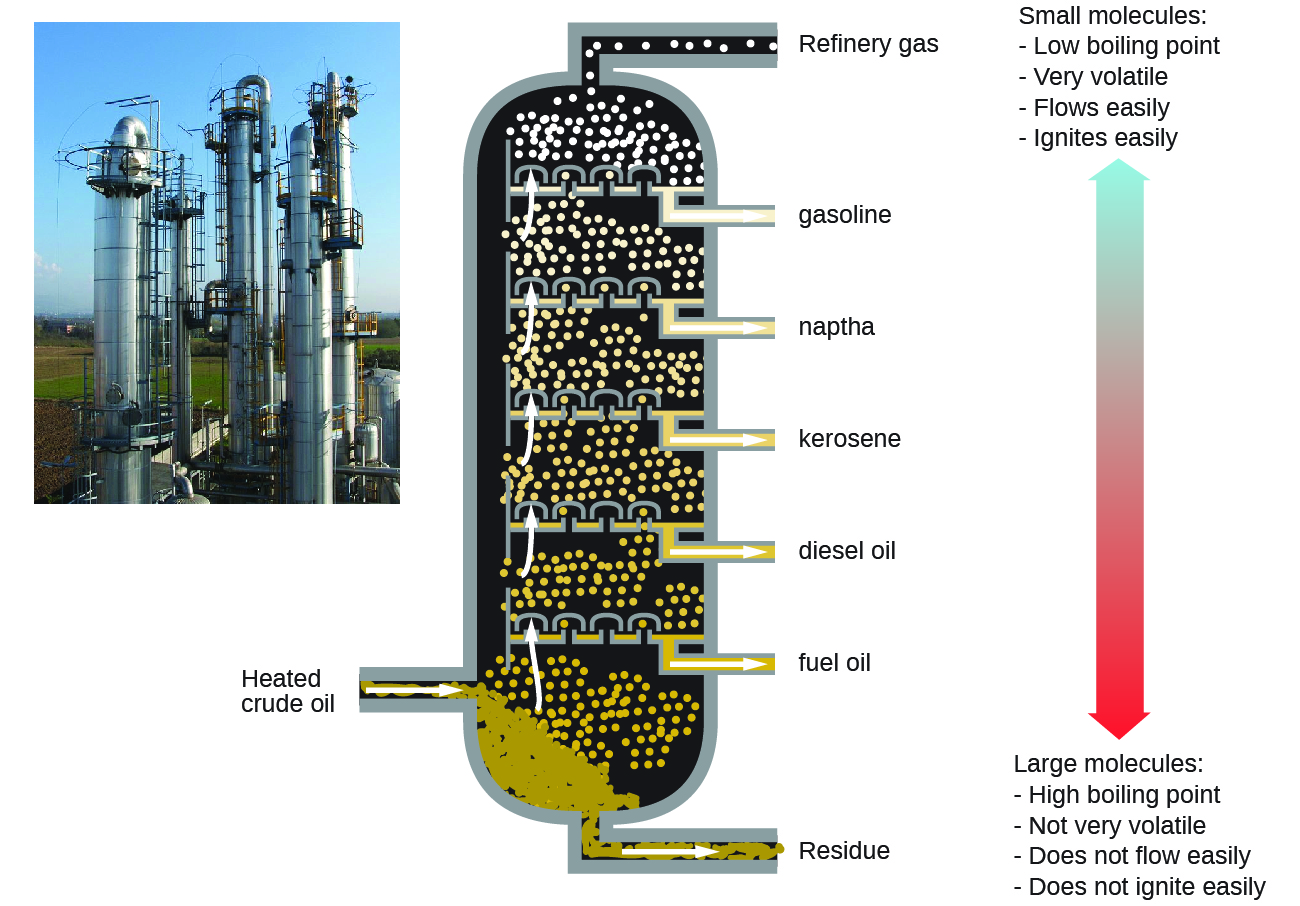 Small molecules:
- Low boiling point
- Very volatile
- Flows easily
- Ignites easily
Refinery gas
gasoline
naptha
kerosene
diesel oil
fuel oil
Heated
crude oil
Residue
Large molecules:
- High boiling point
- Not very volatile
- Does not flow easily
- Does not ignite easily